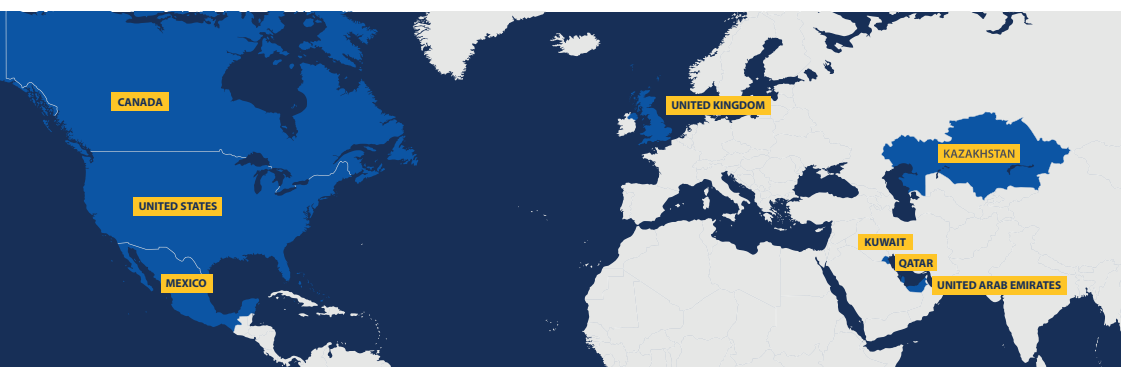 CANADA
UNITED KINGDOM
KAZAKHSTAN
UNITED STATES
KUWAIT
QATAR
MEXICO
UNITED ARAB EMIRATES